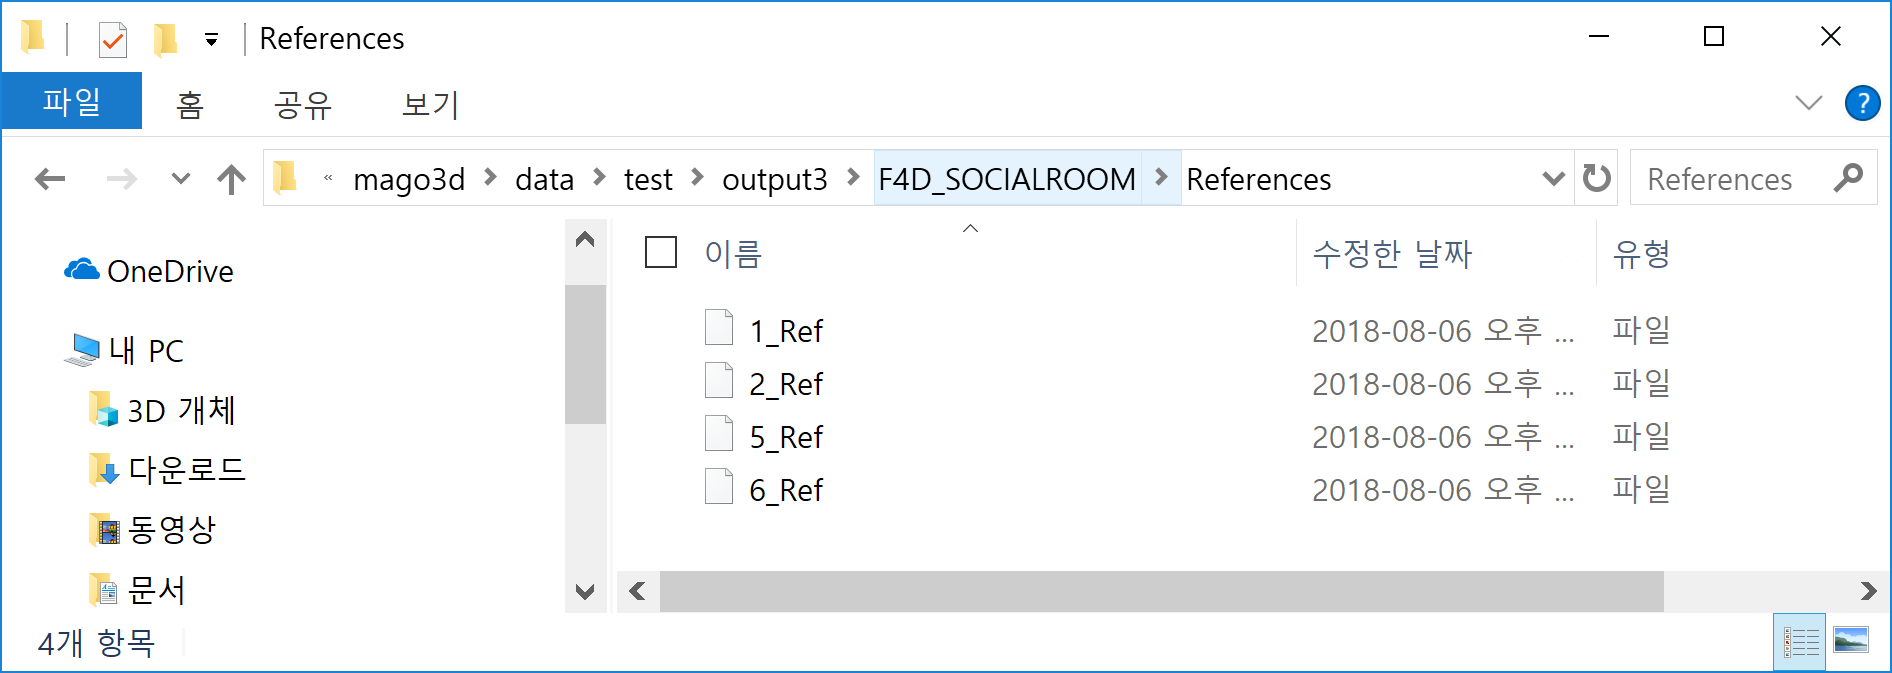 References
파일 홈 공유 보기
« mago3d data test output3 F4D_SOCIALROOM References References
이름 수정한 날짜 유형
OneDrive
내 PC
3D 개체
다운로드
동영상
문서
1_Ref 2018-08-06 오후 ... 파일
2_Ref 2018-08-06 오후 ... 파일
5_Ref 2018-08-06 오후 ... 파일
6_Ref 2018-08-06 오후 ... 파일
4개 항목